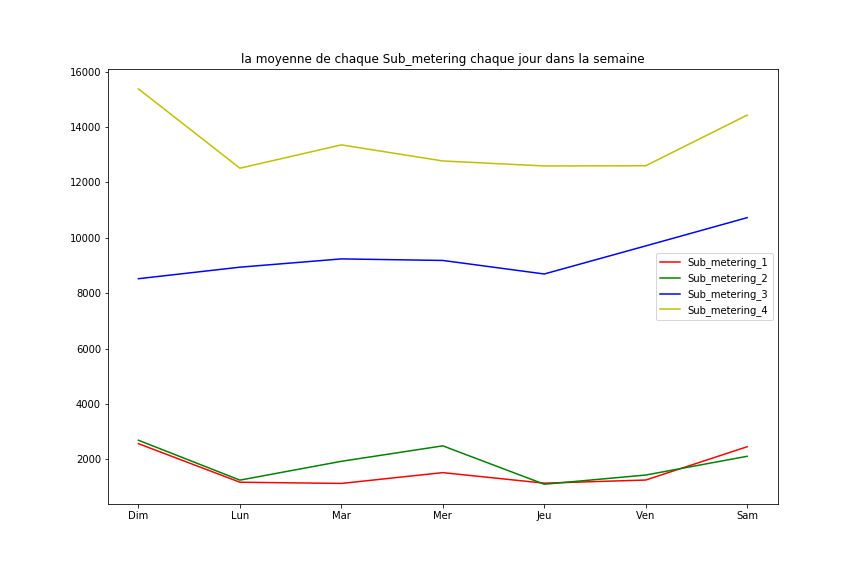 la moyenne de chaque Sub_metering chaque jour dans la semaine
16000
14000
12000
10000
8000
6000
4000
2000
Sub_metering_1
Sub_metering_2
Sub_metering_3
Sub_metering_4
Dim Lun Mar Mer Jeu Ven Sam